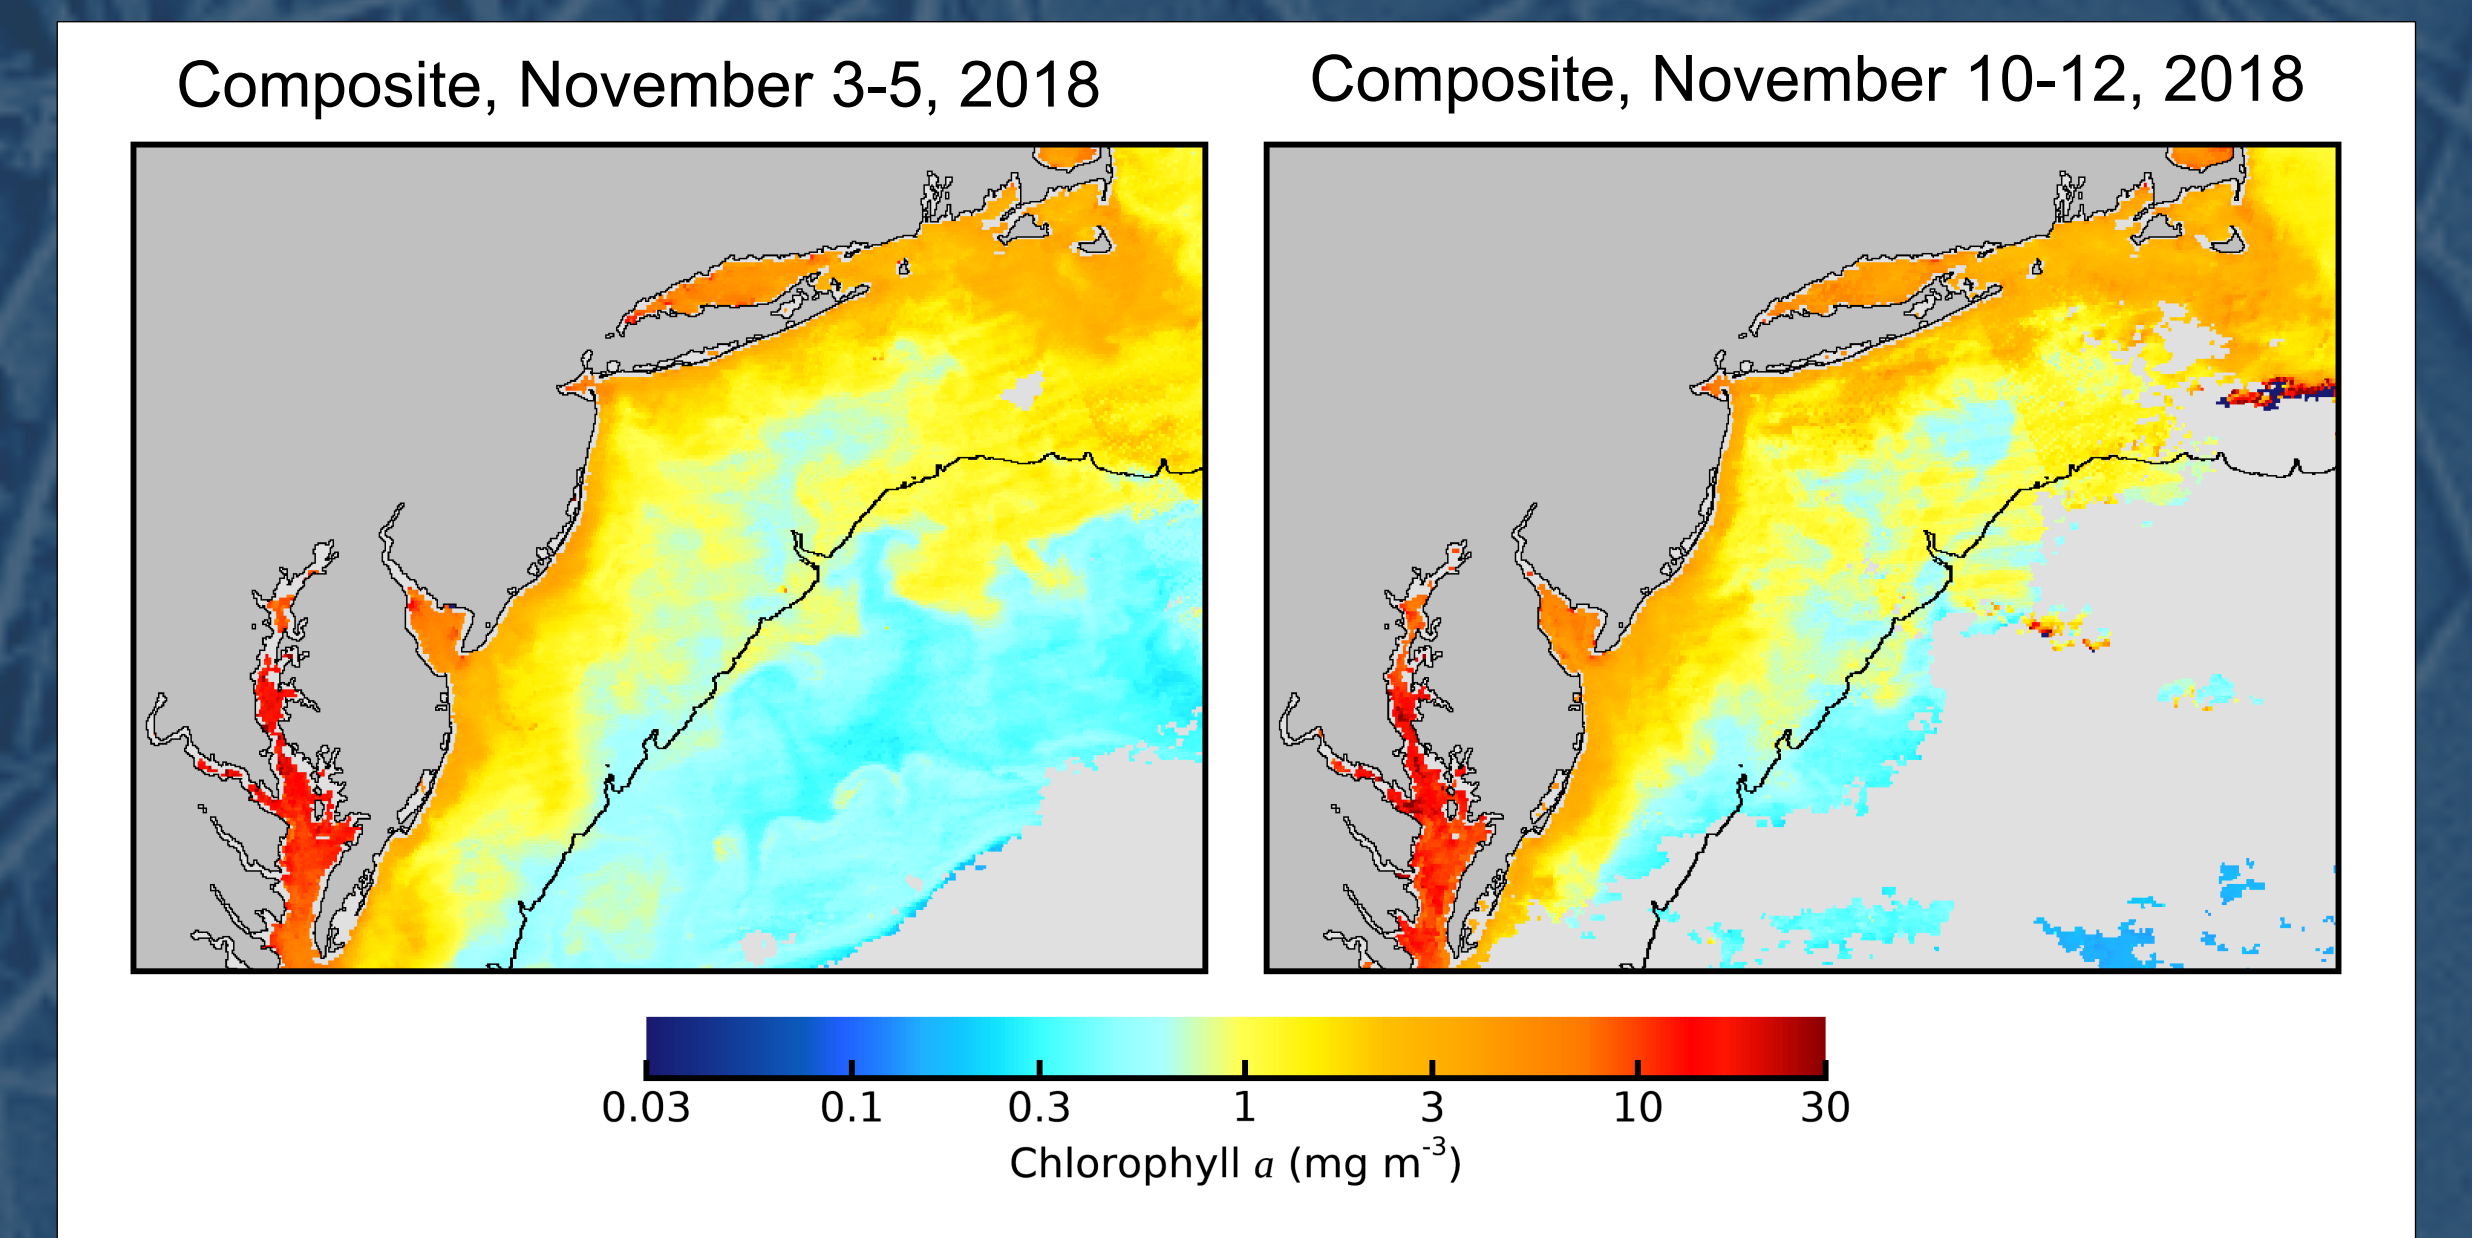 Composite, November 3-5, 2018
Composite, November 10-12, 2018
0.03 0.1 0.3 1 3 10 30
Chlorophyll a (mg m⁻³)